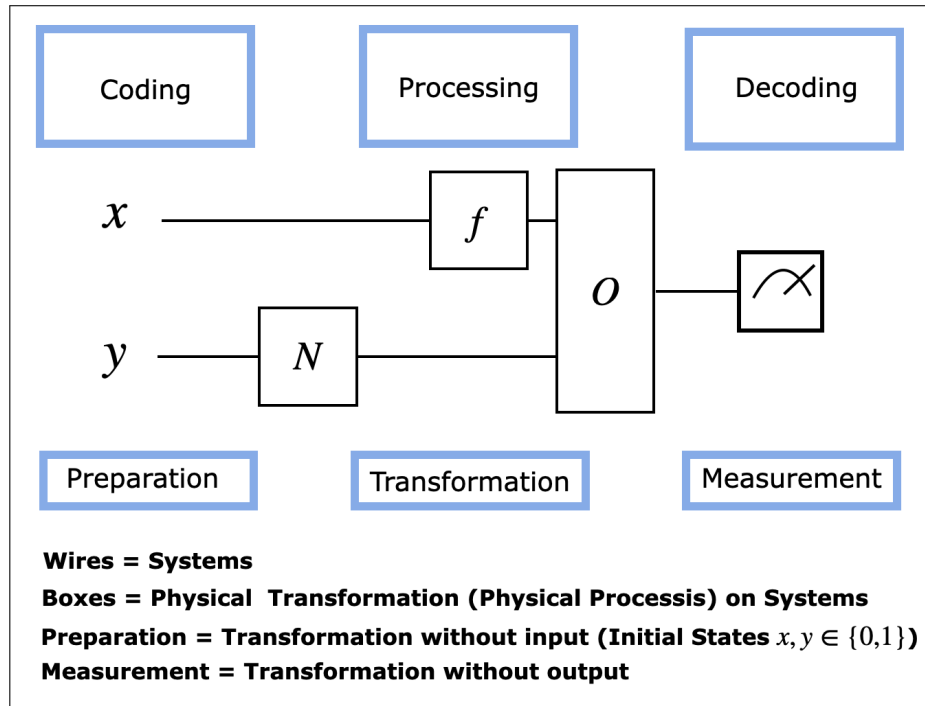 Coding
Processing
Decoding
x
f
O
y
N
Preparation
Transformation
Measurement
Wires = Systems
Boxes = Physical Transformation (Physical Processis) on Systems
Preparation = Transformation without input (Initial States x, y ∈ {0,1})
Measurement = Transformation without output